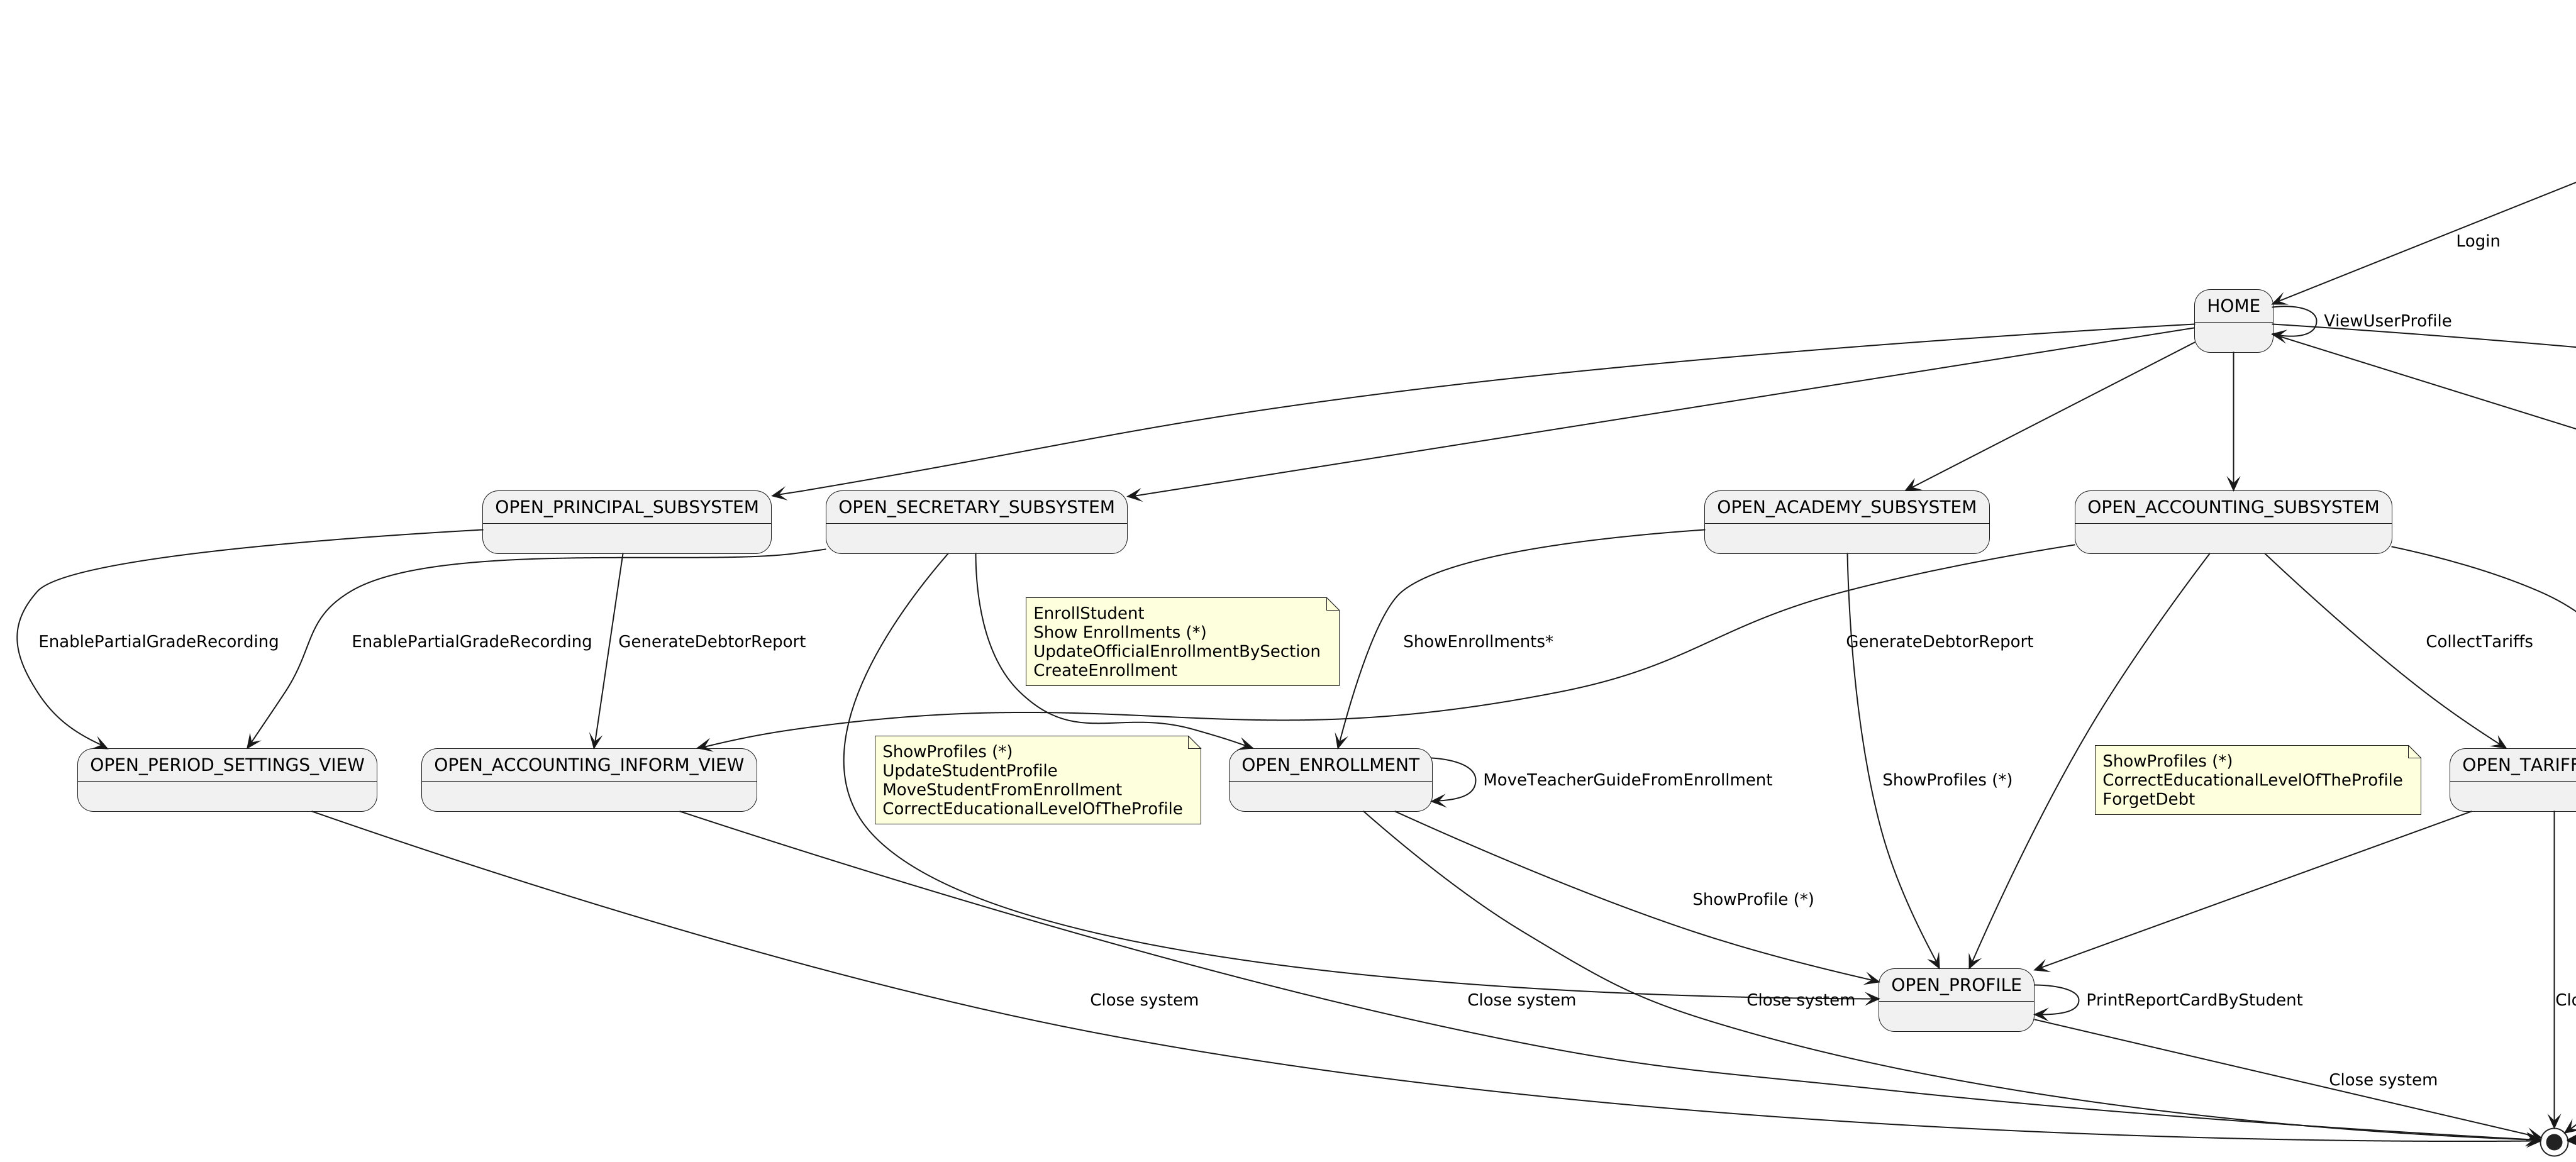 Login
HOME
ViewUserProfile
OPEN_PRINCIPAL_SUBSYSTEM
OPEN_SECRETARY_SUBSYSTEM
OPEN_ACADEMY_SUBSYSTEM
OPEN_ACCOUNTING_SUBSYSTEM
EnrollStudent
Show Enrollments (*)
UpdateOfficialEnrollmentBySection
CreateEnrollment
EnablePartialGradeRecording
EnablePartialGradeRecording
GenerateDebtorReport
ShowEnrollments*
GenerateDebtorReport
CollectTariffs
ShowProfiles (*)
UpdateStudentProfile
MoveStudentFromEnrollment
CorrectEducationalLevelOfTheProfile
ShowProfiles (*)
CorrectEducationalLevelOfTheProfile
ForgetDebt
OPEN_PERIOD_SETTINGS_VIEW
OPEN_ACCOUNTING_INFORM_VIEW
OPEN_ENROLLMENT
MoveTeacherGuideFromEnrollment
ShowProfiles (*)
ShowProfile (*)
OPEN_PROFILE
PrintReportCardByStudent
Close system
Close system
Close system
Close system